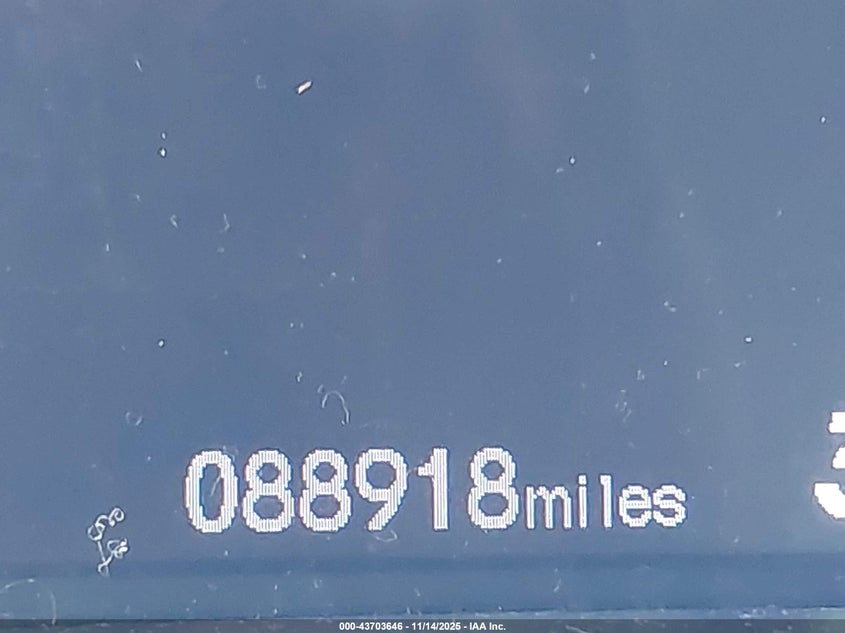 088918miles
000-43703646 - 11/14/2025 - IAA Inc.